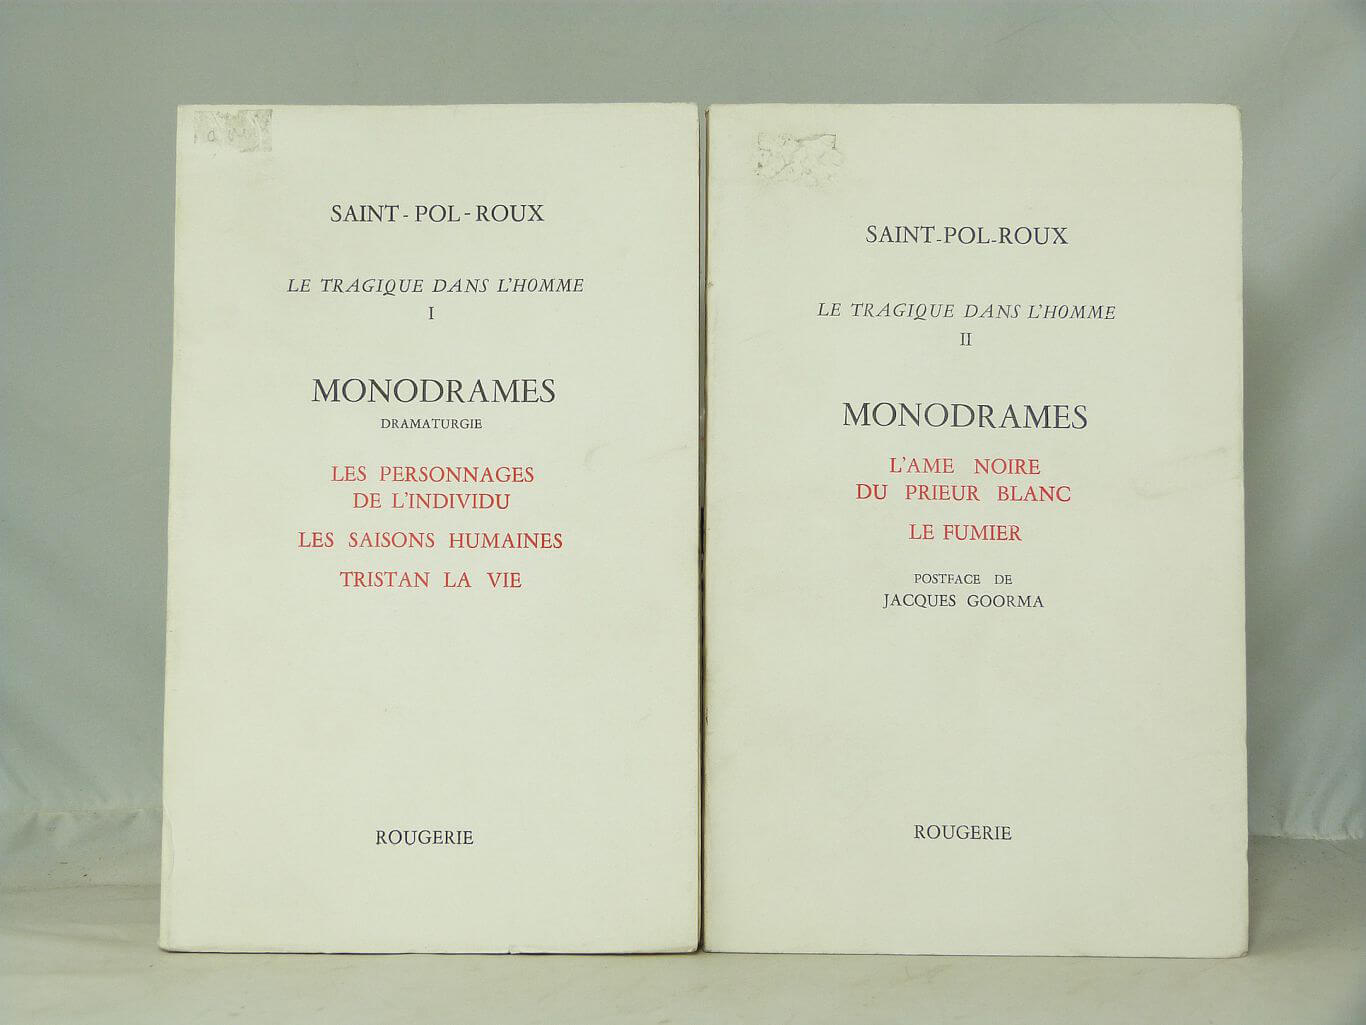 SAINT-POL-ROUX
LE TRAGIQUE DANS L'HOMME
I
MONODRAMES
DRAMATURGIE
LES PERSONNAGES
DE L'INDIVIDU
LES SAISONS HUMAINES
TRISTAN LA VIE
ROUGERIE
SAINT-POL-ROUX
LE TRAGIQUE DANS L'HOMME
II
MONODRAMES
L'AME NOIRE
DU PRIEUR BLANC
LE FUMIER
POSTFACE DE
JACQUES GOORMA
ROUGERIE